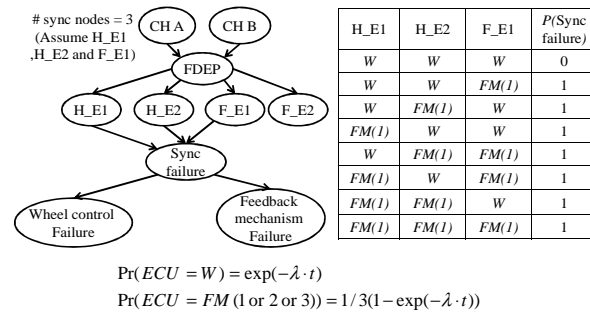 # sync nodes = 3
(Assume H_E1
,H_E2 and F_E1)
CH A
CH B
FDEP
H_E1
H_E2
F_E1
F_E2
Sync
failure
Wheel control
Failure
Feedback
mechanism
Failure
H_E1 H_E2 F_E1 P(Sync failure)
W W W 0
W W FM(1) 1
W FM(1) W 1
FM(1) W W 1
W FM(1) FM(1) 1
FM(1) W FM(1) 1
FM(1) FM(1) W 1
FM(1) FM(1) FM(1) 1
Pr(ECU = W) = exp(−λ·t)
Pr(ECU = FM (1 or 2 or 3)) = 1/3(1−exp(−λ·t))